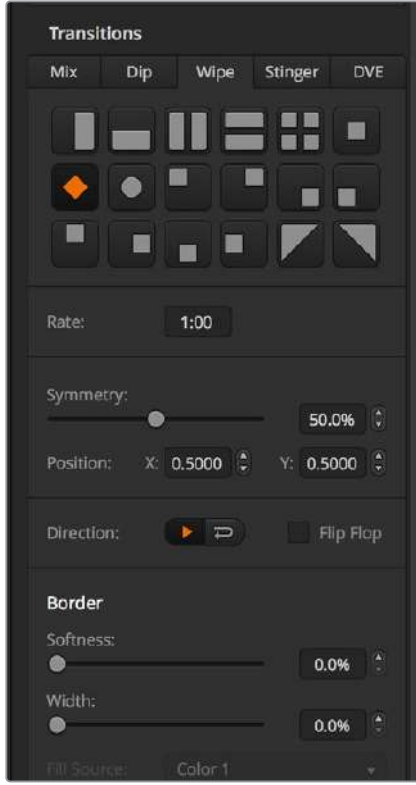 Transitions
Mix Dip Wipe Stinger DVE
Rate: 1:00
Symmetry:
50.0%
Position: X: 0.5000 Y: 0.5000
Direction: Flip Flop
Border
Softness:
0.0%
Width:
0.0%
Fill Source: Color 1